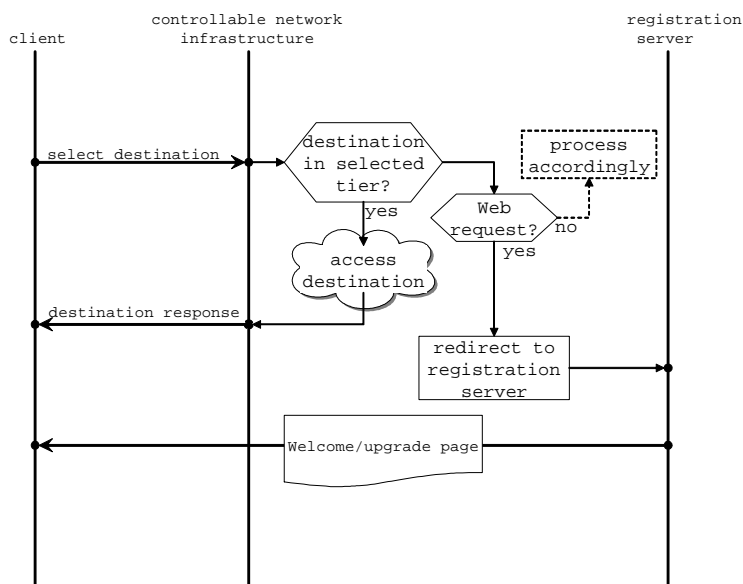 client
controllable network
infrastructure
registration
server
select destination
destination
in selected
tier?
yes
process
accordingly
Web
request?
no
yes
access
destination
destination response
redirect to
registration
server
Welcome/upgrade page